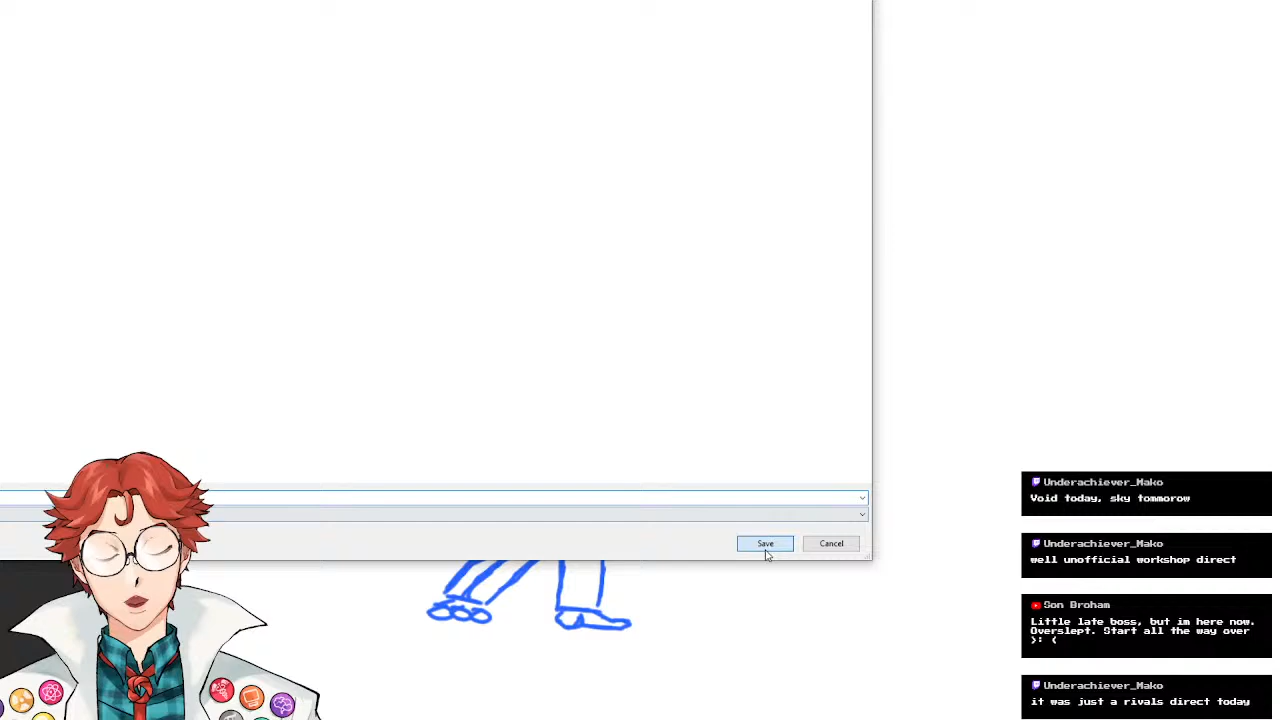 Save
Cancel
Underachiever_Mako
Void today, sky tommorow
Underachiever_Mako
well unofficial workshop direct
Son Broham
Little late boss, but im here now.
Overslept. Start all the way over
>: (
Underachiever_Mako
it was just a rivals direct today